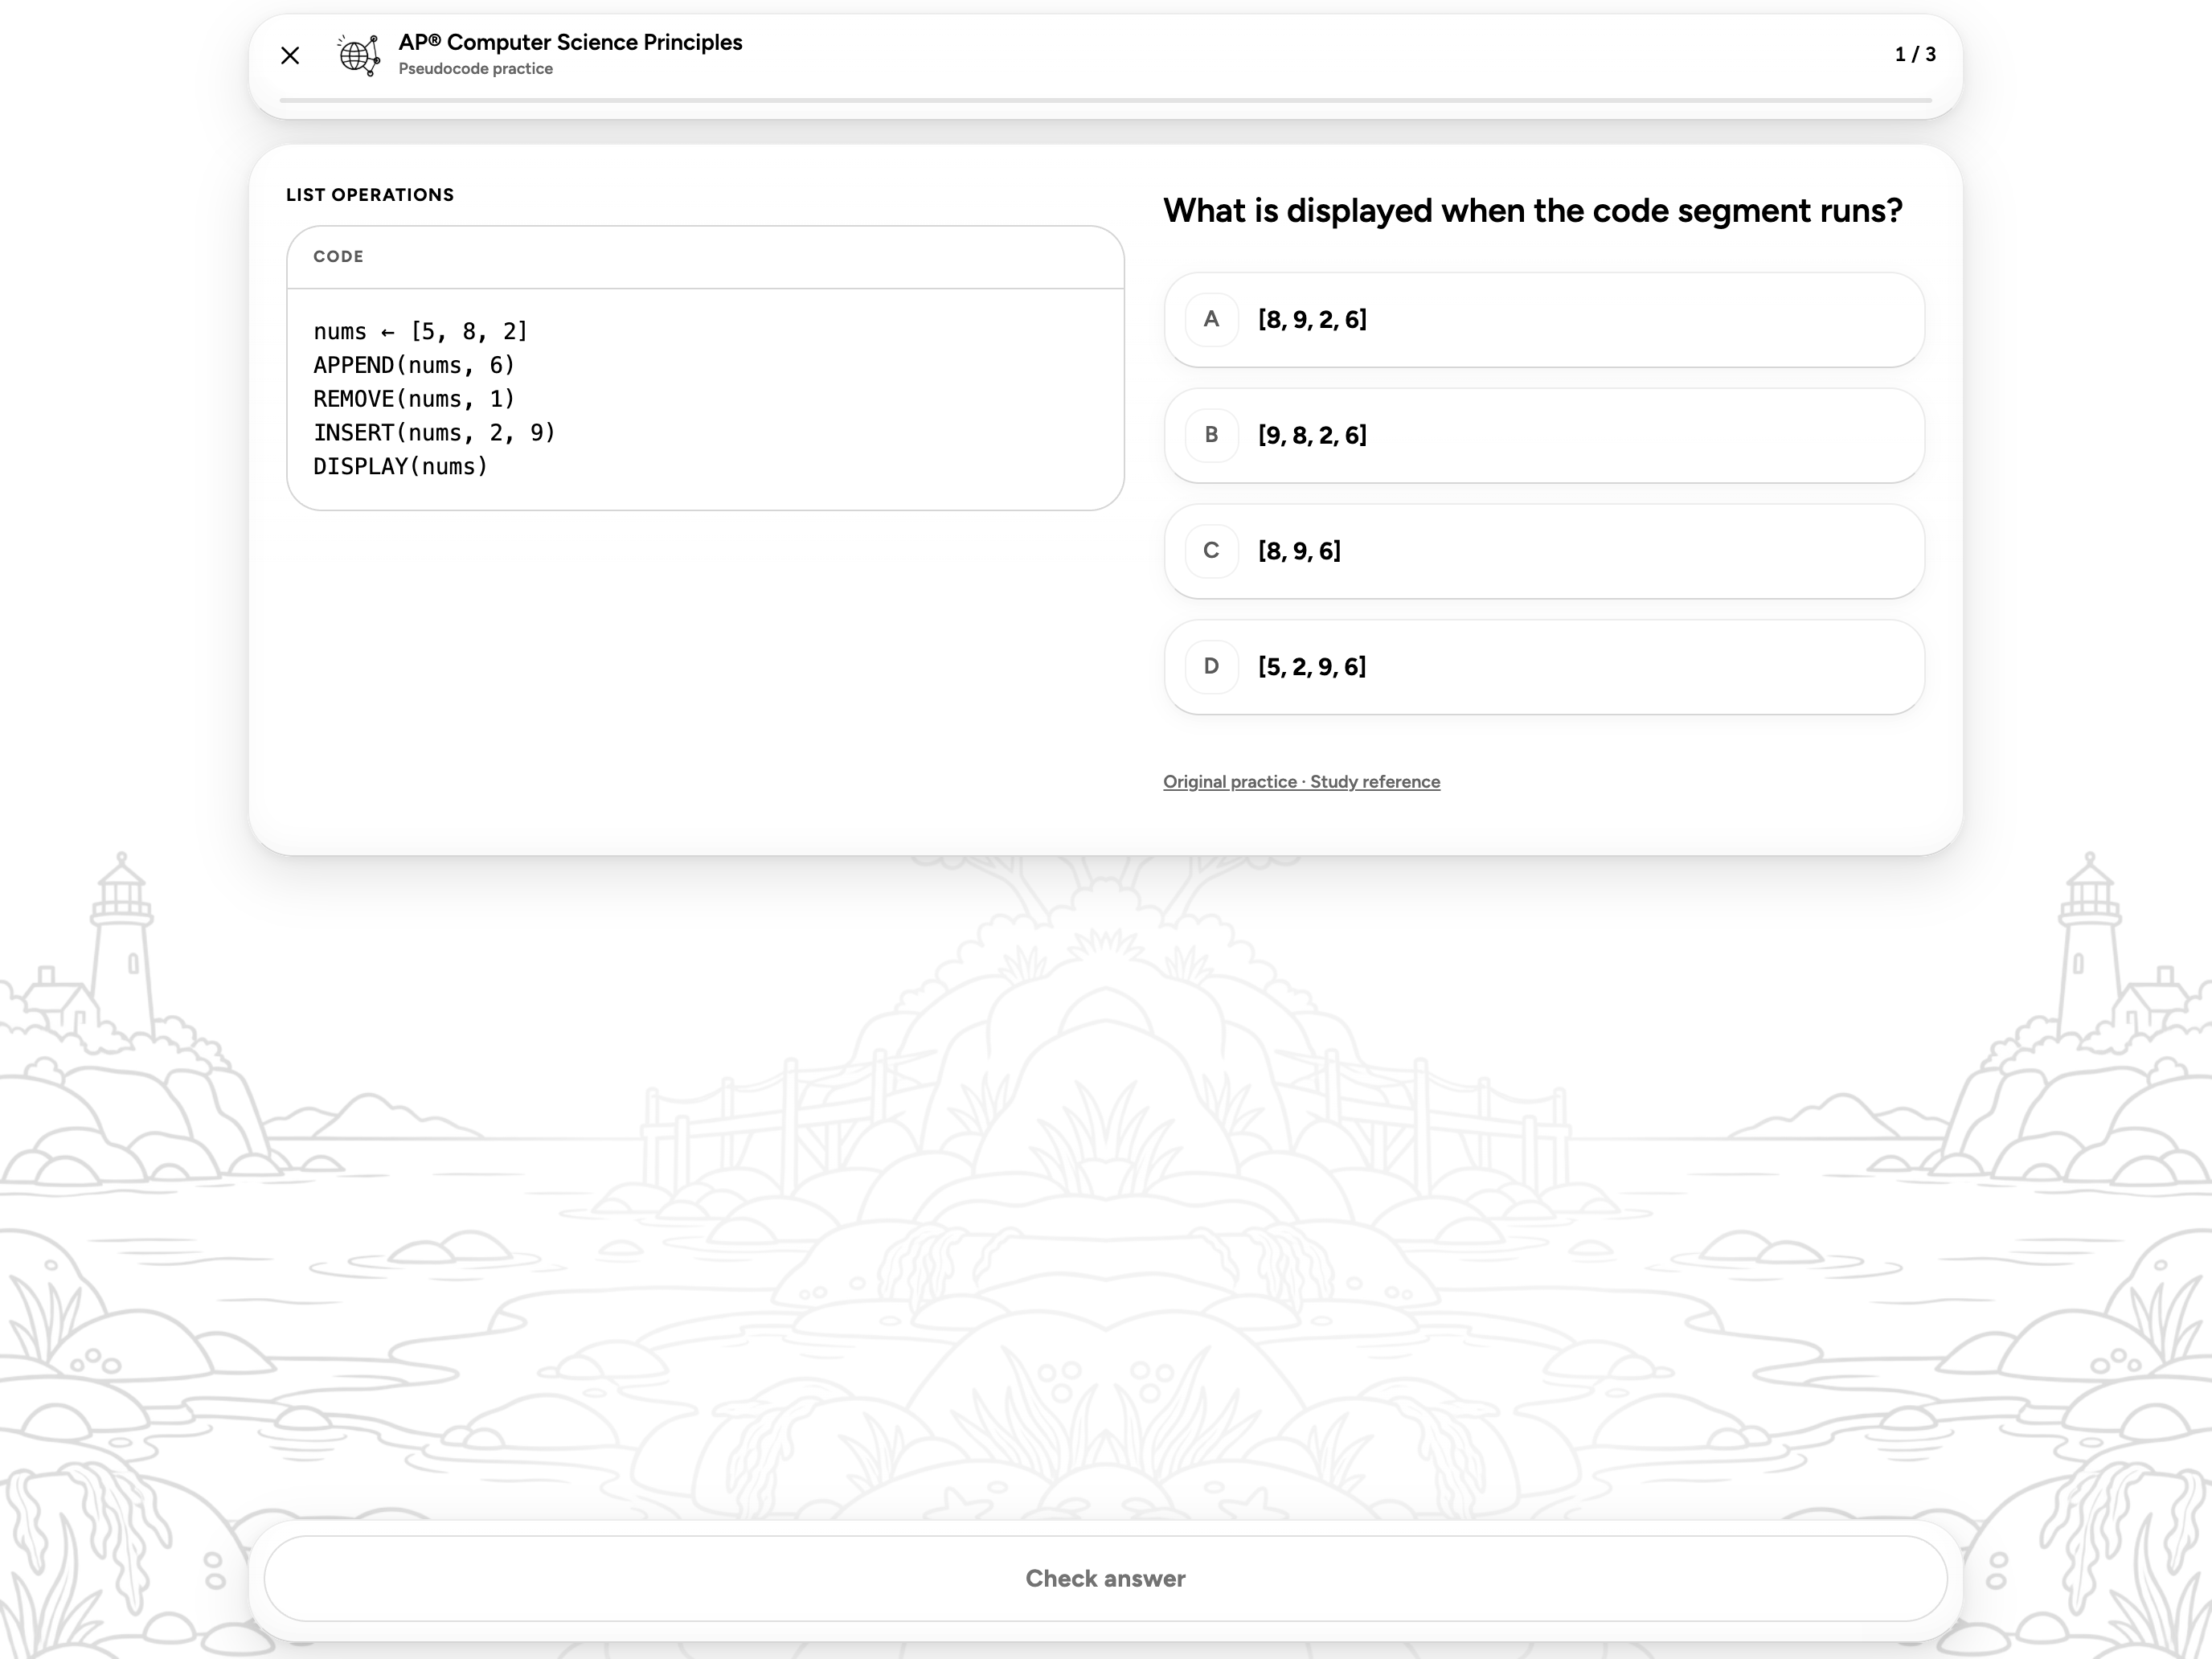 AP® Computer Science Principles
Pseudocode practice
1 / 3
LIST OPERATIONS
CODE
nums ← [5, 8, 2]
APPEND(nums, 6)
REMOVE(nums, 1)
INSERT(nums, 2, 9)
DISPLAY(nums)
What is displayed when the code segment runs?
A [8, 9, 2, 6]
B [9, 8, 2, 6]
C [8, 9, 6]
D [5, 2, 9, 6]
Original practice · Study reference
Check answer